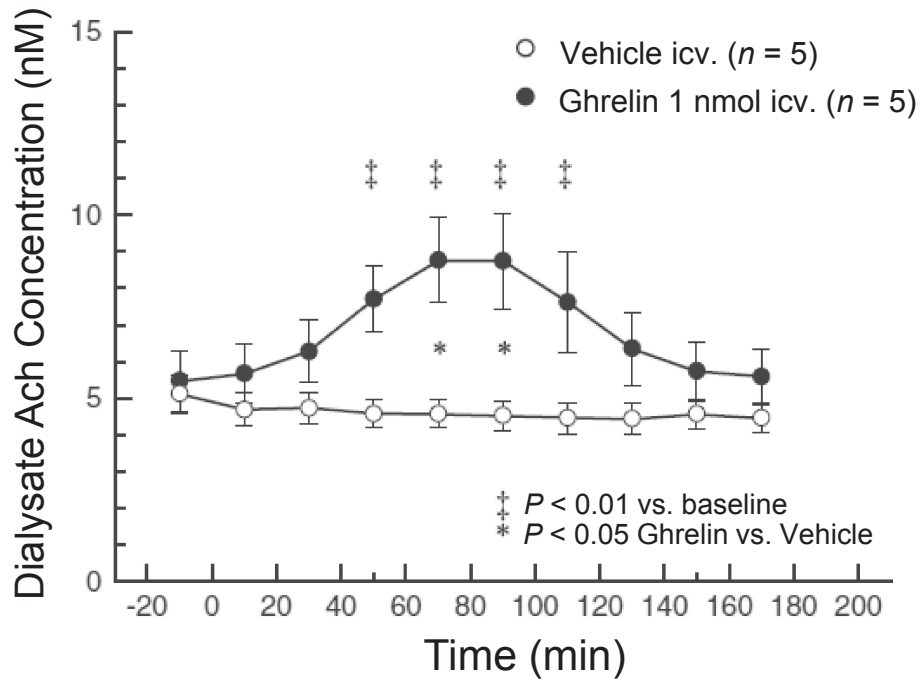 Dialysate Ach Concentration (nM)
15
10
5
0
Vehicle icv. (n = 5)
Ghrelin 1 nmol icv. (n = 5)
‡ ‡ ‡ ‡
* *
‡ P < 0.01 vs. baseline
* P < 0.05 Ghrelin vs. Vehicle
-20 0 20 40 60 80 100 120 140 160 180 200
Time (min)